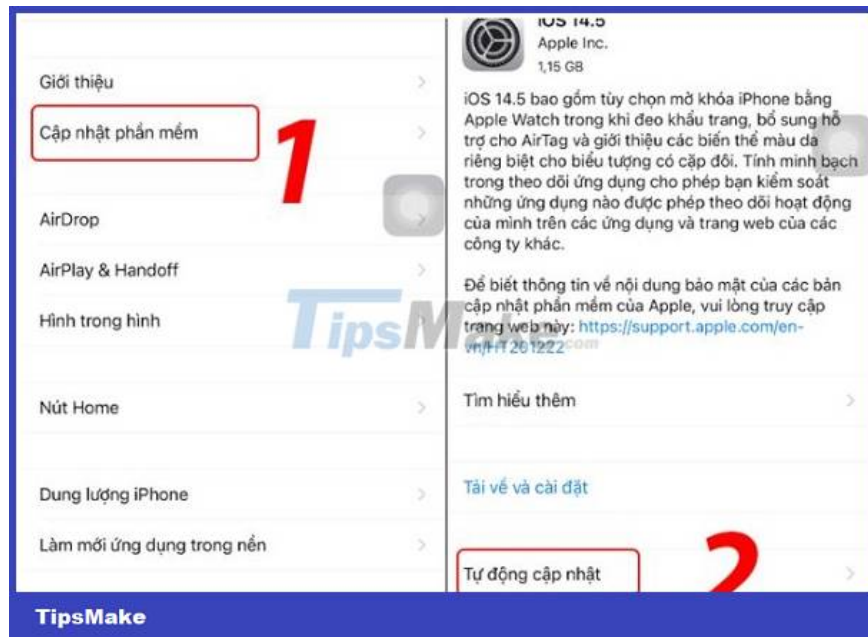 Giới thiệu
Cập nhật phần mềm
1
AirDrop
AirPlay & Handoff
Hình trong hình
Nút Home
Dung lượng iPhone
Làm mới ứng dụng trong nền
iOS 14.5
Apple Inc.
1,15 GB
iOS 14.5 bao gồm tùy chọn mở khóa iPhone bằng
Apple Watch trong khi đeo khẩu trang, bổ sung hỗ
trợ cho AirTag và giới thiệu các biến thể màu da
riêng biệt cho biểu tượng có cặp đôi. Tính minh bạch
trong theo dõi ứng dụng cho phép bạn kiểm soát
những ứng dụng nào được phép theo dõi hoạt động
của mình trên các ứng dụng và trang web của các
công ty khác.
Để biết thông tin về nội dung bảo mật của các bản
cập nhật phần mềm của Apple, vui lòng truy cập
trang web này: https://support.apple.com/en-
vn/HT201222
Tìm hiểu thêm
Tải về và cài đặt
Tự động cập nhật
2
TipsMake.com
TipsMake